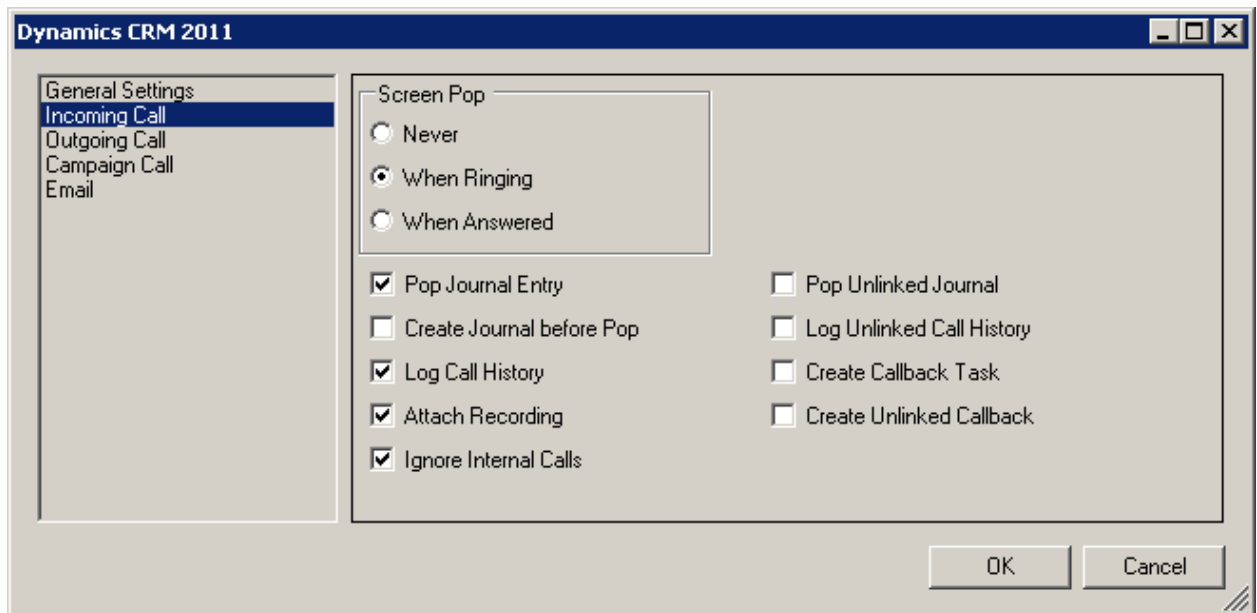 Dynamics CRM 2011
General Settings
Incoming Call
Outgoing Call
Campaign Call
Email
Screen Pop
Never
When Ringing
When Answered
Pop Journal Entry
Pop Unlinked Journal
Create Journal before Pop
Log Unlinked Call History
Log Call History
Create Callback Task
Attach Recording
Create Unlinked Callback
Ignore Internal Calls
OK
Cancel